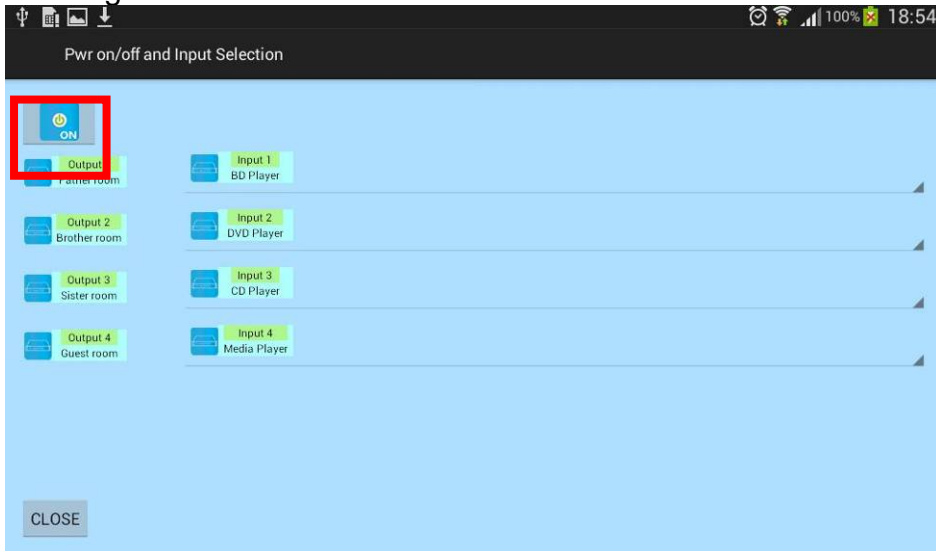 100% 18:54
Pwr on/off and Input Selection
ON
Output
room
Input 1
BD Player
Output 2
Brother room
Input 2
DVD Player
Output 3
Sister room
Input 3
CD Player
Output 4
Guest room
Input 4
Media Player
CLOSE